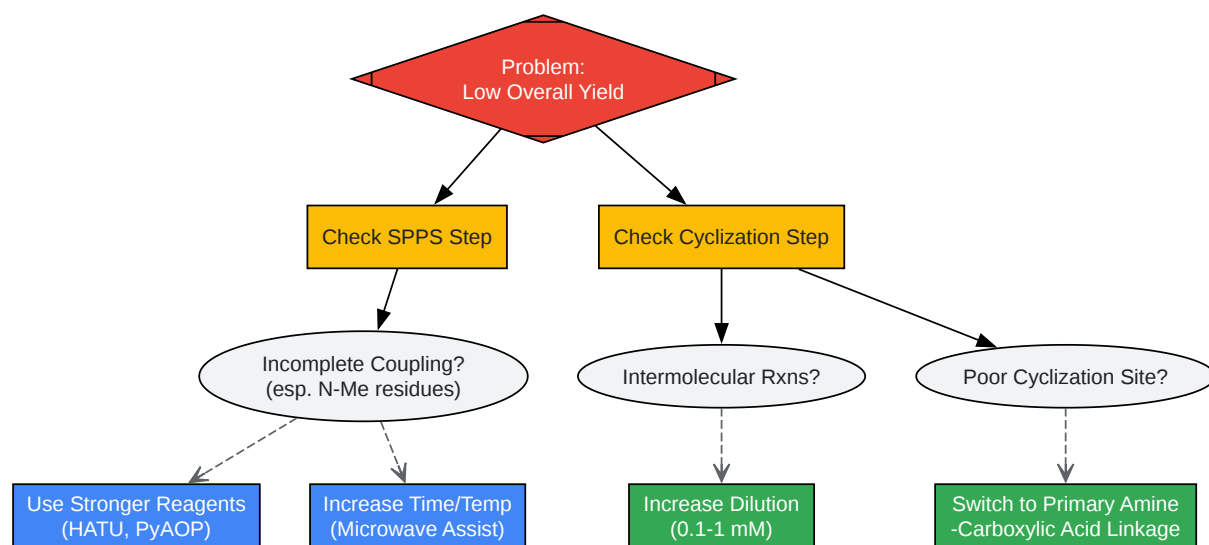 Problem:
Low Overall Yield
Check SPPS Step
Check Cyclization Step
Incomplete Coupling?
(esp. N-Me residues)
Intermolecular Rxns?
Poor Cyclization Site?
Use Stronger Reagents
(HATU, PyAOP)
Increase Time/Temp
(Microwave Assist)
Increase Dilution
(0.1-1 mM)
Switch to Primary Amine
-Carboxylic Acid Linkage